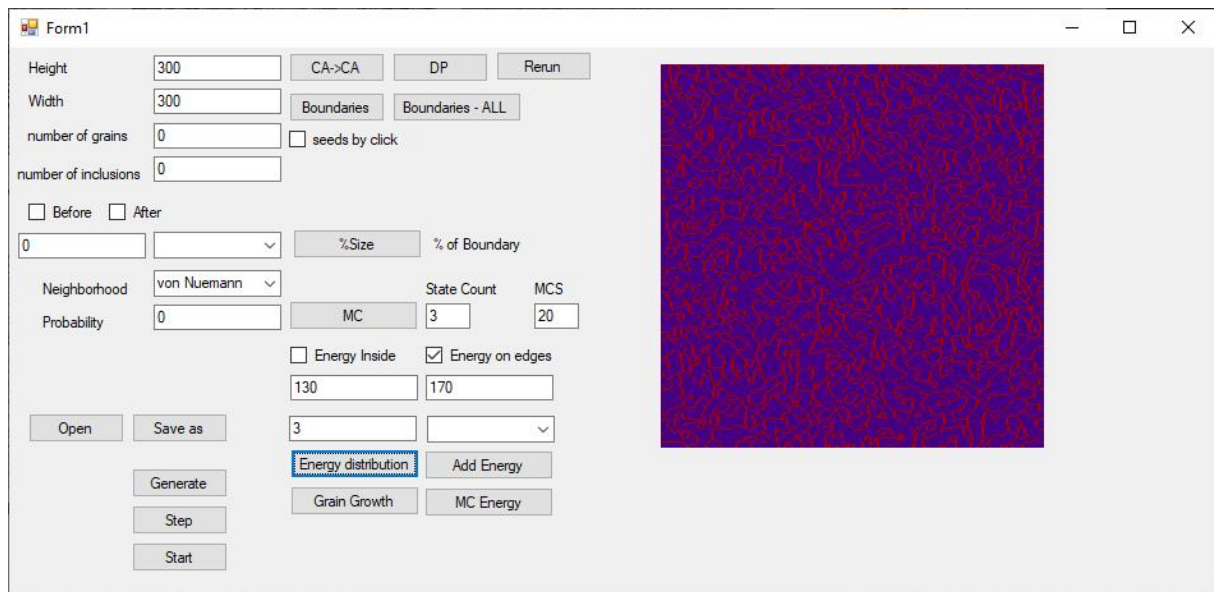 Form1
Height 300 CA->CA DP Rerun
Width 300 Boundaries Boundaries - ALL
number of grains 0 seeds by click
number of inclusions 0
Before After
0 %Size % of Boundary
Neighborhood von Nuemann State Count MCS
Probability 0 MC 3 20
Energy Inside Energy on edges
130 170
Open Save as 3
Energy distribution Add Energy
Generate
Grain Growth MC Energy
Step
Start